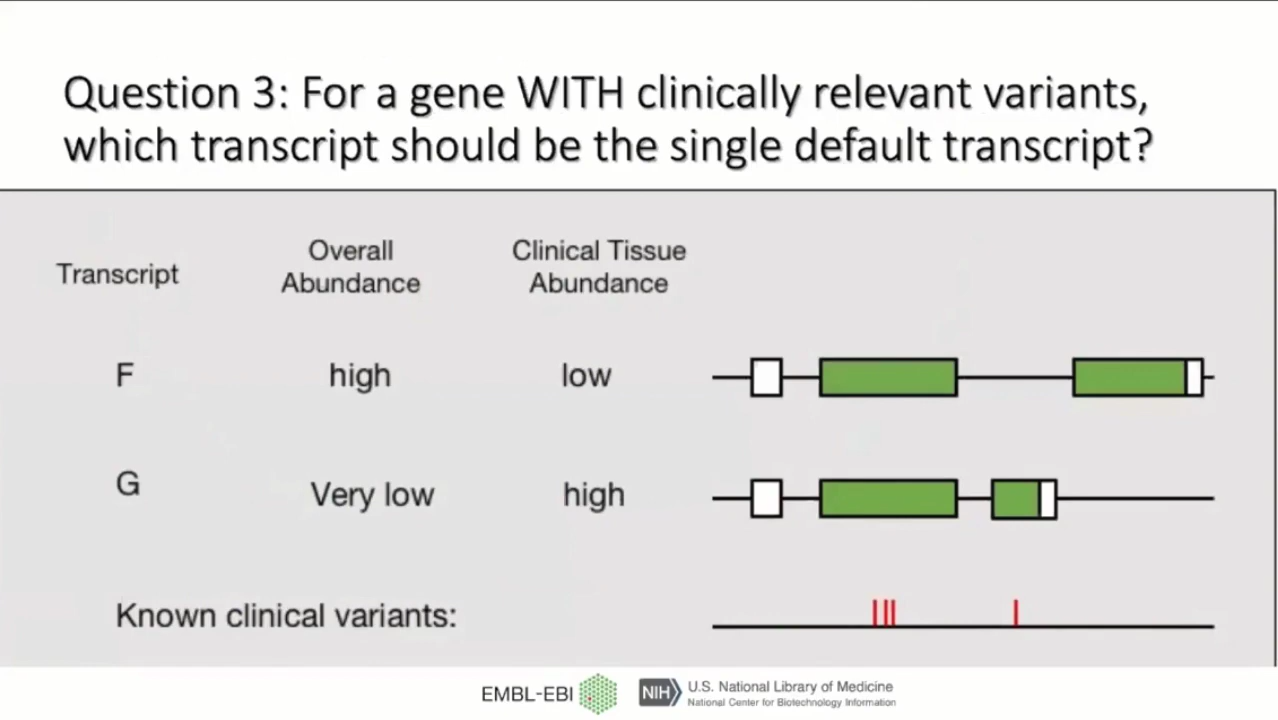 Question 3: For a gene WITH clinically relevant variants,
which transcript should be the single default transcript?
Transcript
Overall
Abundance
Clinical Tissue
Abundance
F
high
low
G
Very low
high
Known clinical variants:
EMBL-EBI
NIH
U.S. National Library of Medicine
National Center for Biotechnology Information